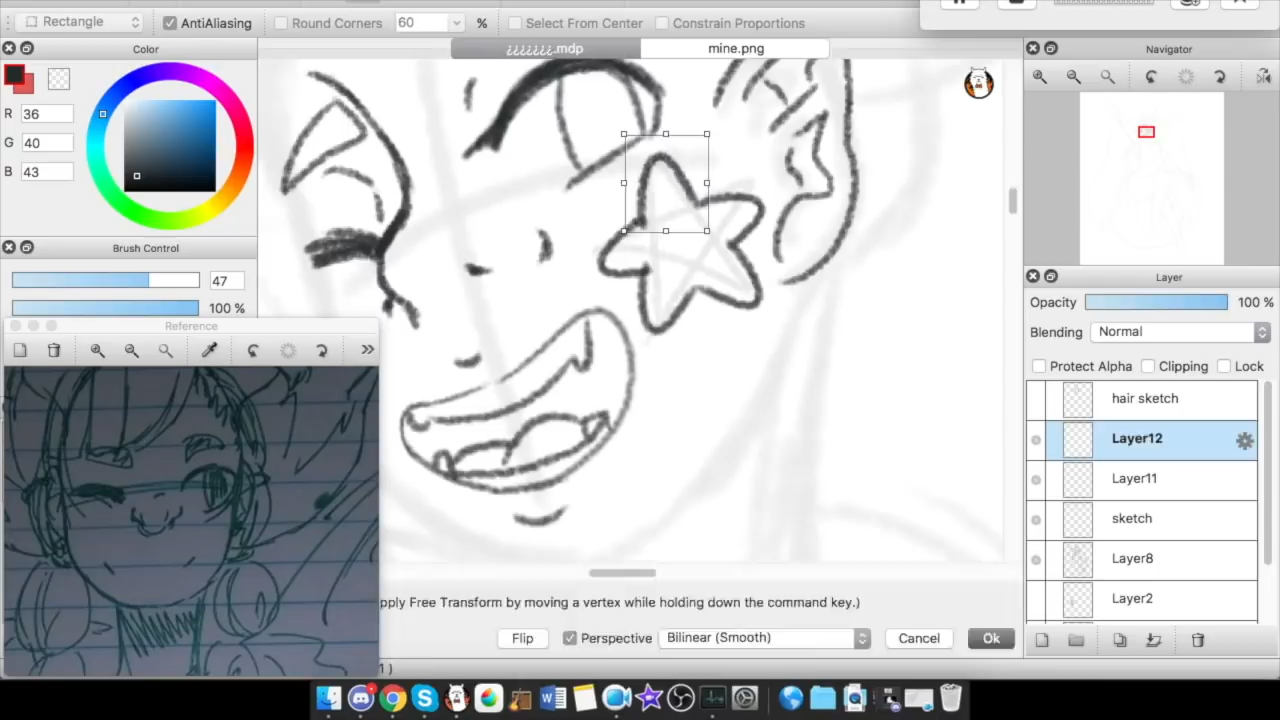 Rectangle AntiAliasing Round Corners 60 % Select From Center Constrain Proportions
Color
¿¿¿¿¿¿¿.mdp
mine.png
Navigator
R 36
G 40
B 43
Brush Control
47
100 %
Reference
Layer
Opacity 100 %
Blending Normal
Protect Alpha Clipping Lock
hair sketch
Layer12
Layer11
sketch
Layer8
Layer2
pply Free Transform by moving a vertex while holding down the command key.)
Flip Perspective Bilinear (Smooth) Cancel Ok
1 )